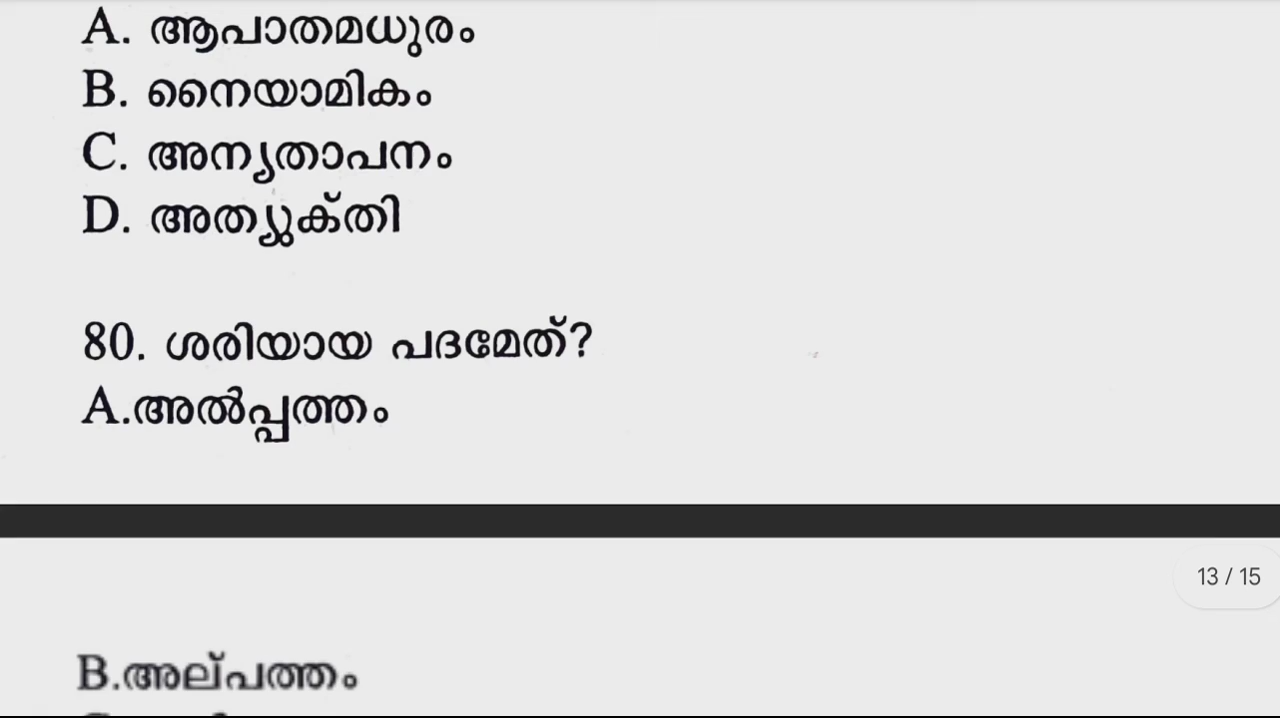 A. ആപാതമധുരം
B. നൈയാമികം
C. അന്യതാപനം
D. അത്യുക്തി
80. ശരിയായ പദമേത്?
A.അൽപ്പത്തം
13 / 15
B.അല്പത്തം